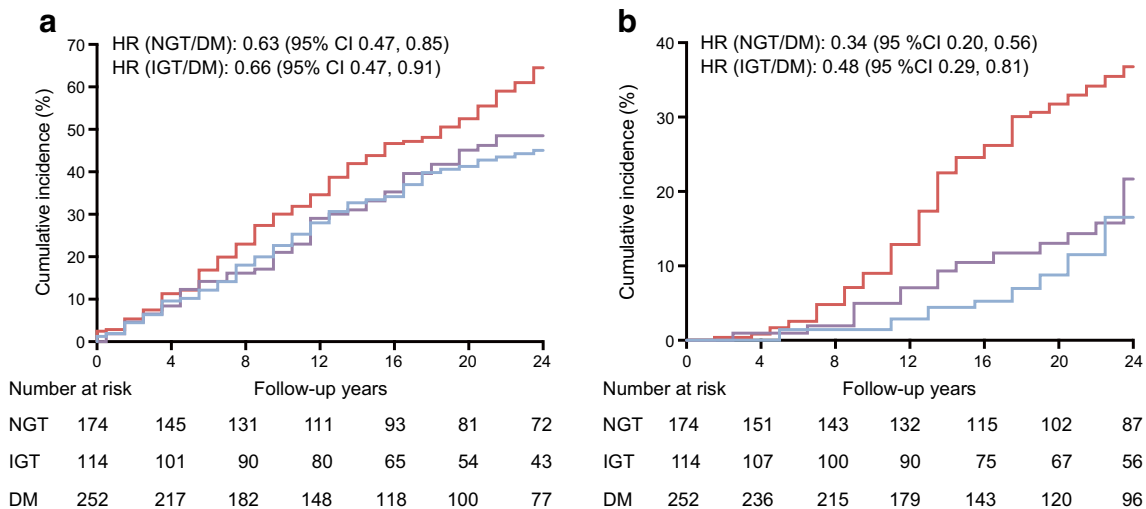 a
HR (NGT/DM): 0.63 (95% CI 0.47, 0.85)
HR (IGT/DM): 0.66 (95% CI 0.47, 0.91)
Cumulative incidence (%)
70
60
50
40
30
20
10
0
0 4 8 12 16 20 24
Number at risk Follow-up years
NGT 174 145 131 111 93 81 72
IGT 114 101 90 80 65 54 43
DM 252 217 182 148 118 100 77
b
HR (NGT/DM): 0.34 (95 %CI 0.20, 0.56)
HR (IGT/DM): 0.48 (95 %CI 0.29, 0.81)
Cumulative incidence (%)
40
30
20
10
0
0 4 8 12 16 20 24
Number at risk Follow-up years
NGT 174 151 143 132 115 102 87
IGT 114 107 100 90 75 67 56
DM 252 236 215 179 143 120 96